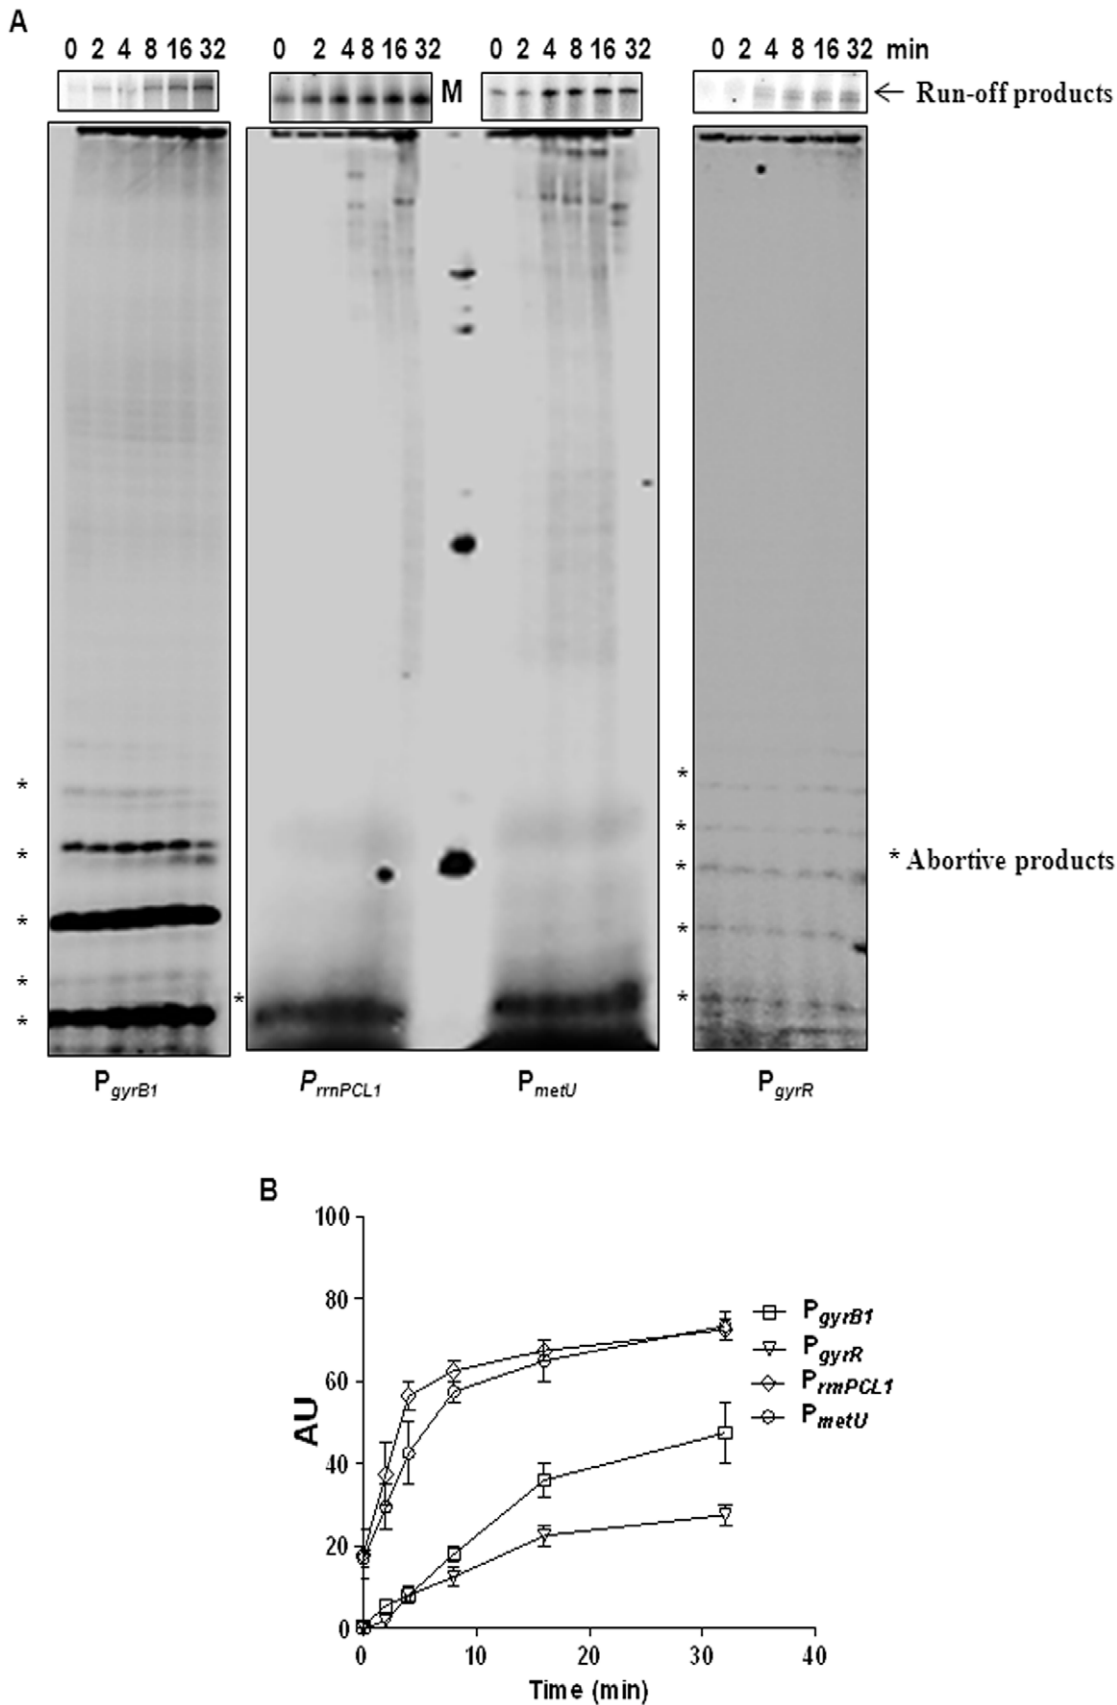 A
0 2 4 8 16 32 0 2 4 8 16 32 0 2 4 8 16 32 0 2 4 8 16 32 min
M
← Run-off products
*
*
*
*
*
*
*
*
*
*
*
* Abortive products
PgyrB1 PrrnPCL1 PmetU PgyrR
B
100
80
60
40
20
0
AU
0 10 20 30 40
Time (min)
PgyrB1
PgyrR
PrrnPCL1
PmetU